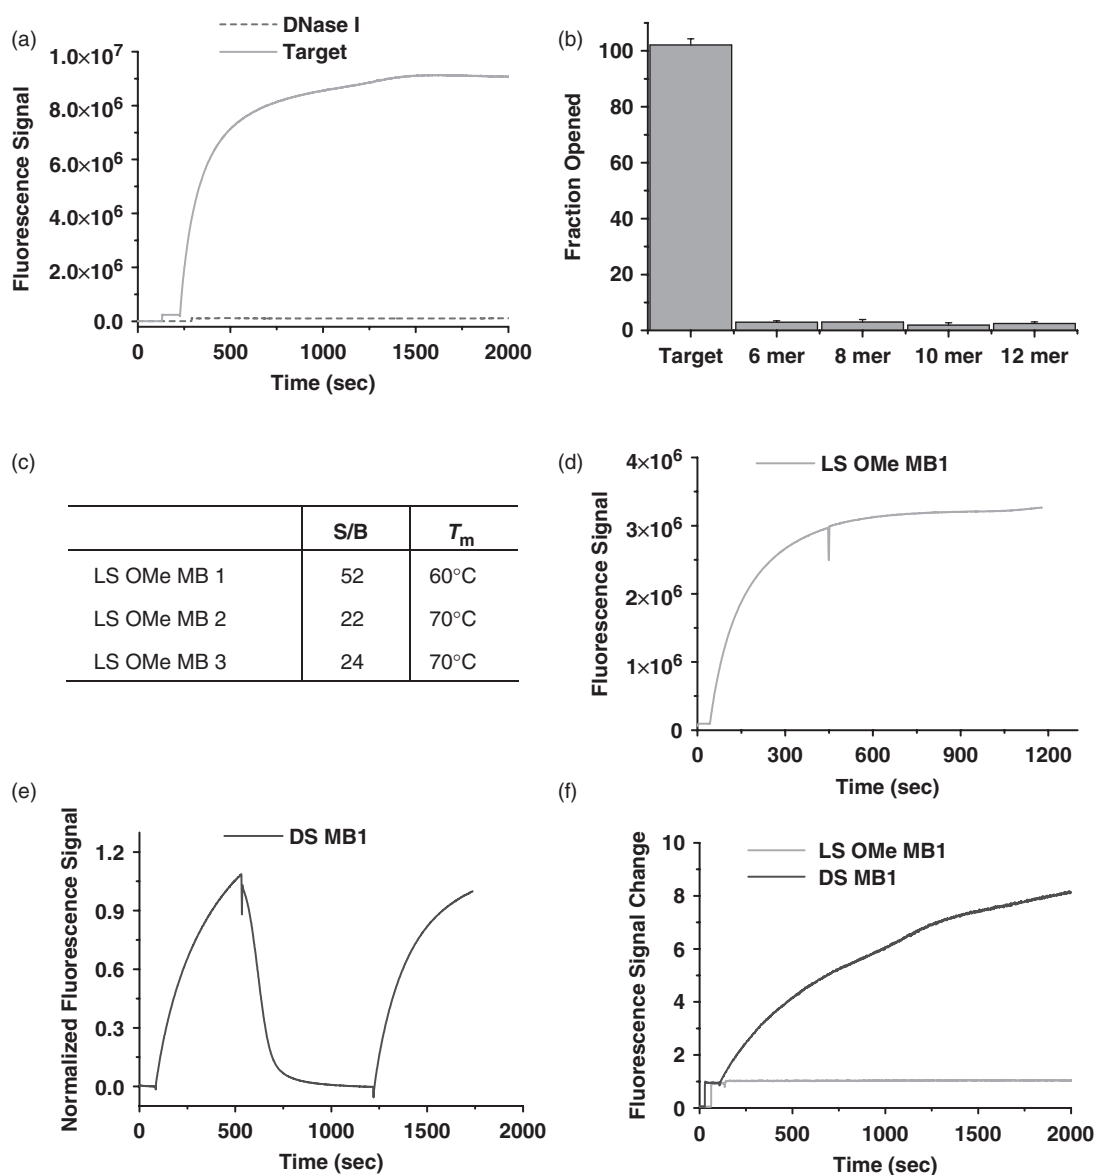 (a)
DNase I
Target
1.0×10⁷
8.0×10⁶
6.0×10⁶
4.0×10⁶
2.0×10⁶
0.0
Fluorescence Signal
0 500 1000 1500 2000
Time (sec)
(b)
100
80
60
40
20
0
Fraction Opened
Target 6 mer 8 mer 10 mer 12 mer
(c)
S/B Tm
LS OMe MB 1 52 60°C
LS OMe MB 2 22 70°C
LS OMe MB 3 24 70°C
(d)
LS OMe MB1
4×10⁶
3×10⁶
2×10⁶
1×10⁶
0
Fluorescence Signal
0 300 600 900 1200
Time (sec)
(e)
DS MB1
1.2
0.9
0.6
0.3
0.0
Normalized Fluorescence Signal
0 500 1000 1500 2000
Time (sec)
(f)
LS OMe MB1
DS MB1
10
8
6
4
2
0
Fluorescence Signal Change
0 500 1000 1500 2000
Time (sec)